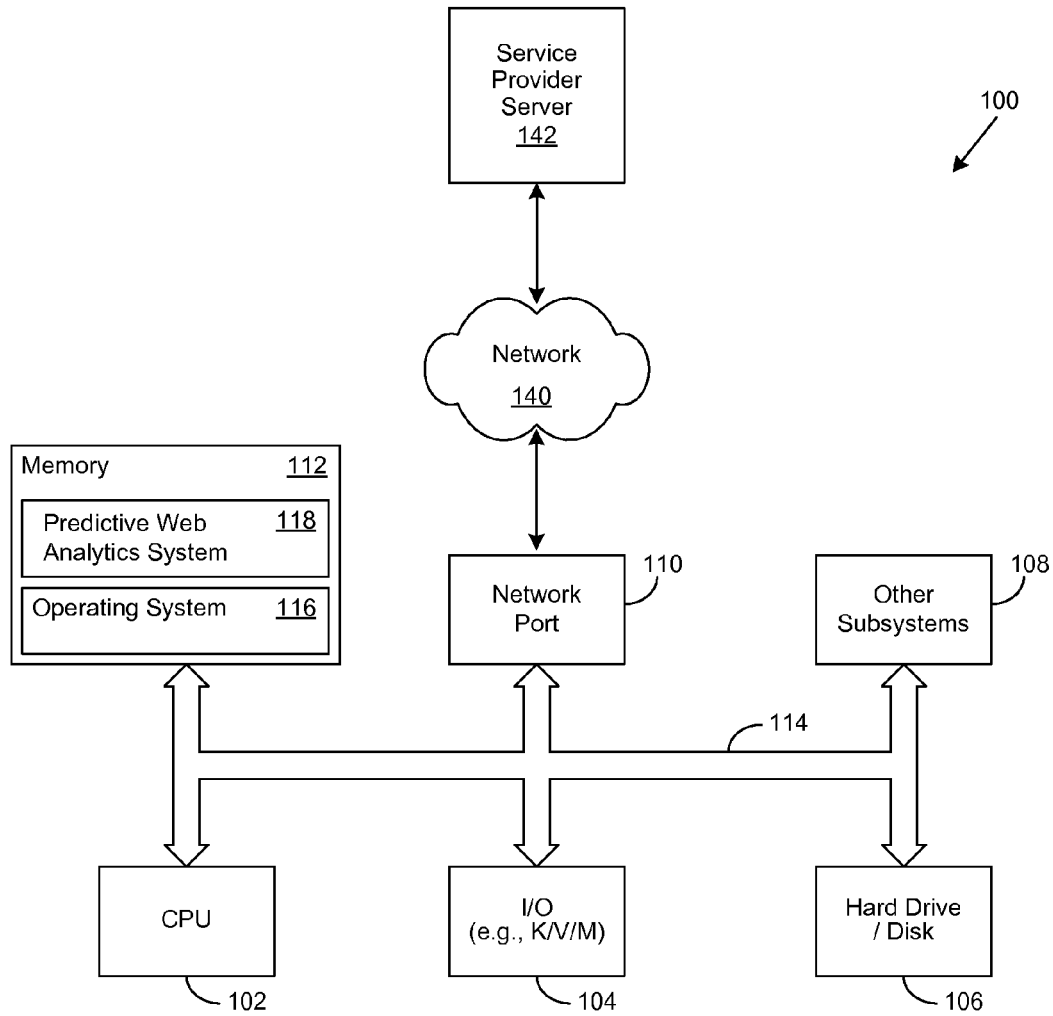 Service
Provider
Server
142
100
Network
140
Memory 112
Predictive Web 118
Analytics System
Operating System 116
Network
Port
110
Other
Subsystems
108
114
CPU
102
I/O
(e.g., K/V/M)
104
Hard Drive
/ Disk
106